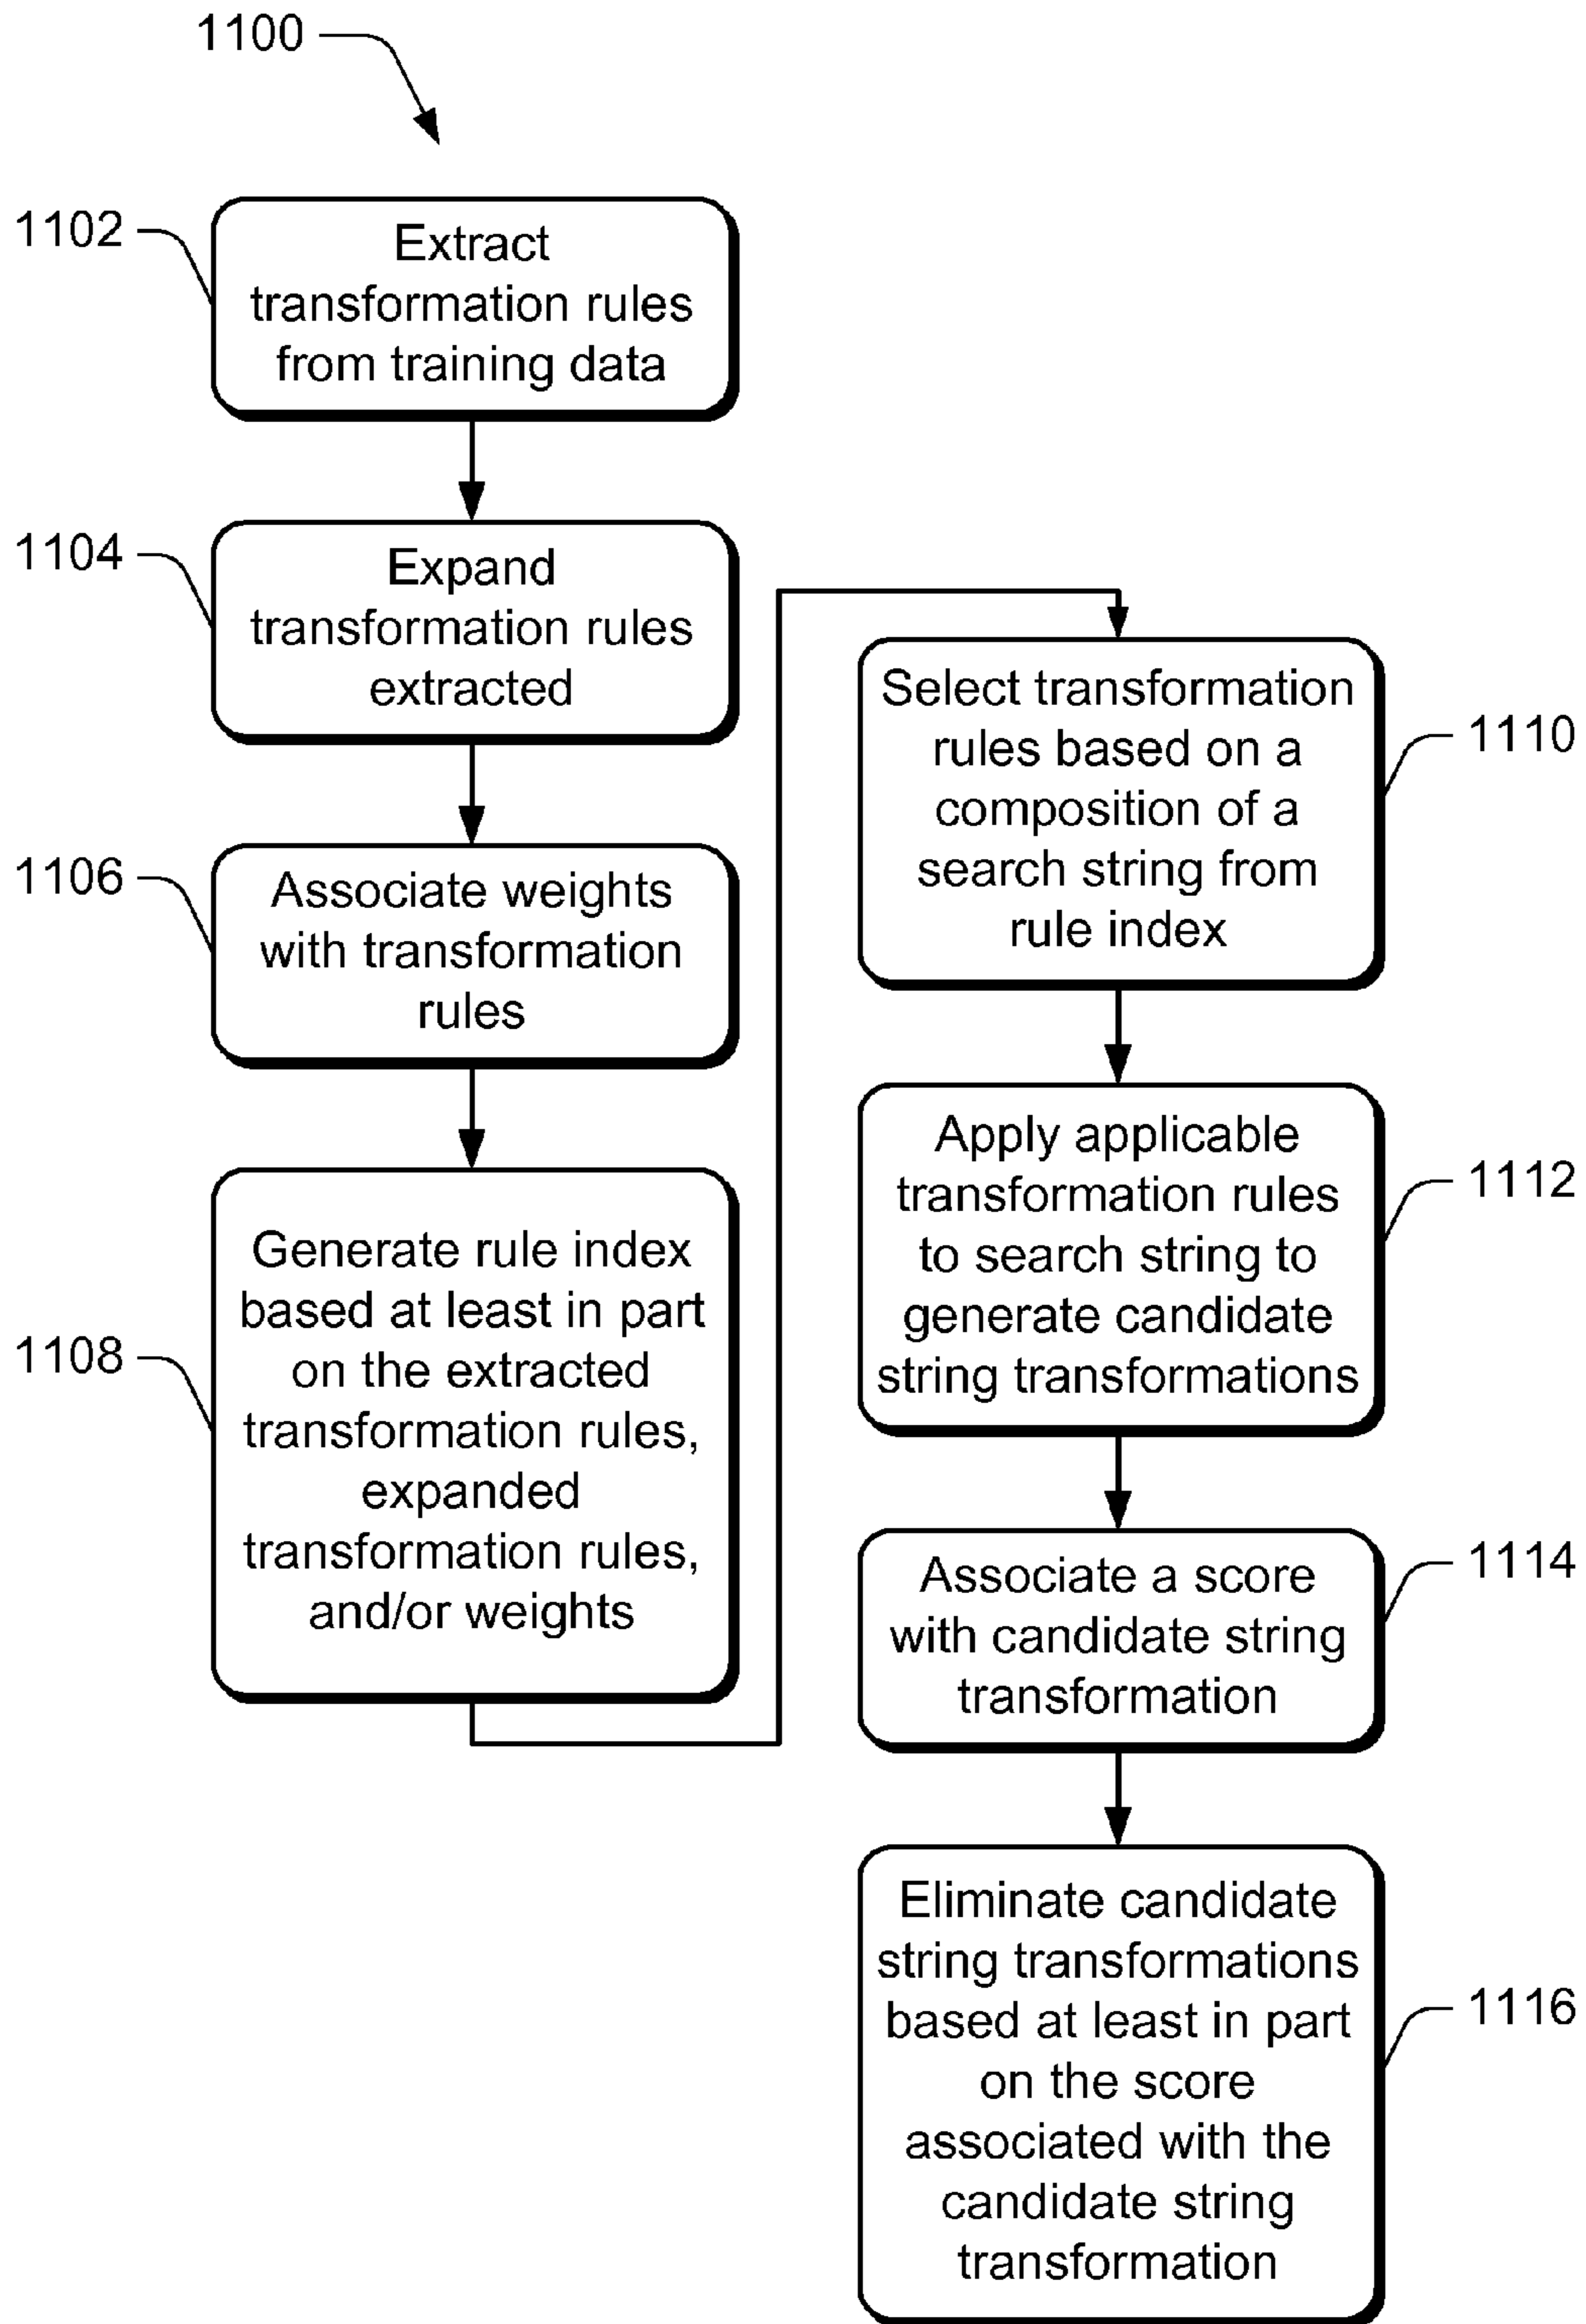 1100
1102
Extract
transformation rules
from training data
1104
Expand
transformation rules
extracted
1106
Associate weights
with transformation
rules
1108
Generate rule index
based at least in part
on the extracted
transformation rules,
expanded
transformation rules,
and/or weights
Select transformation
rules based on a
composition of a
search string from
rule index
1110
Apply applicable
transformation rules
to search string to
generate candidate
string transformations
1112
Associate a score
with candidate string
transformation
1114
Eliminate candidate
string transformations
based at least in part
on the score
associated with the
candidate string
transformation
1116